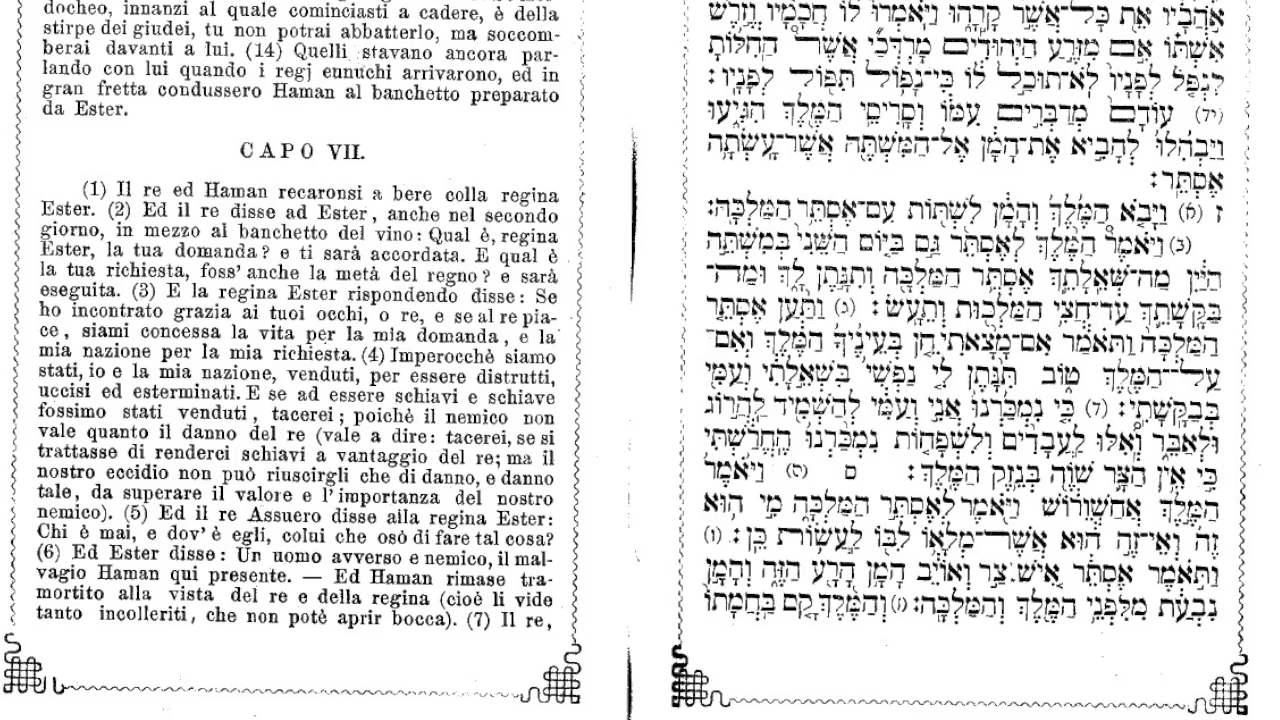 docheo, innanzi al quale cominciasti a cadere, è della
stirpe dei giudei, tu non potrai abbatterlo, ma soccom-
berai davanti a lui. (14) Quelli stavano ancora par-
lando con lui quando i regj eunuchi arrivarono, ed in
gran fretta condussero Haman al banchetto preparato
da Ester.
CAPO VII.
(1) Il re ed Haman recaronsi a bere colla regina
Ester. (2) Ed il re disse ad Ester, anche nel secondo
giorno, in mezzo al banchetto del vino: Qual è, regina
Ester, la tua domanda? e ti sarà accordata. E qual è
la tua richiesta, foss' anche la metà del regno? e sarà
eseguita. (3) E la regina Ester rispondendo disse: Se
ho incontrato grazia ai tuoi occhi, o re, e se al re pia-
ce, siami concessa la vita per la mia domanda, e la
mia nazione per la mia richiesta. (4) Imperocchè siamo
stati, io e la mia nazione, venduti, per essere distrutti,
uccisi ed esterminati. E se ad essere schiavi e schiave
fossimo stati venduti, tacerei; poichè il nemico non
vale quanto il danno del re (vale a dire: tacerei, se si
trattasse di renderci schiavi a vantaggio del re; ma il
nostro eccidio non può riuscirgli che di danno, e danno
tale, da superare il valore e l'importanza del nostro
nemico). (5) Ed il re Assuero disse alla regina Ester:
Chi è mai, e dov' è egli, colui che osò di fare tal cosa?
(6) Ed Ester disse: Un uomo avverso e nemico, il mal-
vagio Haman qui presente. — Ed Haman rimase tra-
mortito alla vista del re e della regina (cioè li vide
tanto incolleriti, che non potè aprir bocca). (7) Il re,
אֹהֲבָיו אֵת כׇּל־אֲשֶׁר קָרָהוּ וַיֹּאמְרוּ לוֹ חֲכָמָיו וְזֶרֶשׁ
אִשְׁתּוֹ אִם מִזֶּרַע הַיְּהוּדִים מׇרְדֳּכַי אֲשֶׁר הַחִלּוֹתָ
לִנְפֹּל לְפָנָיו לֹא־תוּכַל לוֹ כִּי־נָפוֹל תִּפּוֹל לְפָנָיו:
(יד) עוֹדָם מְדַבְּרִים עִמּוֹ וְסָרִיסֵי הַמֶּלֶךְ הִגִּיעוּ
וַיַּבְהִלוּ לְהָבִיא אֶת־הָמָן אֶל־הַמִּשְׁתֶּה אֲשֶׁר־עָשְׂתָה
אֶסְתֵּר:
ז (א) וַיָּבֹא הַמֶּלֶךְ וְהָמָן לִשְׁתּוֹת עִם־אֶסְתֵּר הַמַּלְכָּה:
(ב) וַיֹּאמֶר הַמֶּלֶךְ לְאֶסְתֵּר גַּם בַּיּוֹם הַשֵּׁנִי בְּמִשְׁתֵּה
הַיַּיִן מַה־שְּׁאֵלָתֵךְ אֶסְתֵּר הַמַּלְכָּה וְתִנָּתֵן לָךְ וּמַה־
בַּקָּשָׁתֵךְ עַד־חֲצִי הַמַּלְכוּת וְתֵעָשׂ: (ג) וַתַּעַן אֶסְתֵּר
הַמַּלְכָּה וַתֹּאמַר אִם־מָצָאתִי חֵן בְּעֵינֶיךָ הַמֶּלֶךְ וְאִם־
עַל־הַמֶּלֶךְ טוֹב תִּנָּתֶן לִי נַפְשִׁי בִּשְׁאֵלָתִי וְעַמִּי
בְּבַקָּשָׁתִי: (ד) כִּי נִמְכַּרְנוּ אֲנִי וְעַמִּי לְהַשְׁמִיד לַהֲרוֹג
וּלְאַבֵּד וְאִלּוּ לַעֲבָדִים וְלִשְׁפָחוֹת נִמְכַּרְנוּ הֶחֱרַשְׁתִּי
כִּי אֵין הַצָּר שֹׁוֶה בְּנֵזֶק הַמֶּלֶךְ: ס (ה) וַיֹּאמֶר
הַמֶּלֶךְ אֲחַשְׁוֵרוֹשׁ וַיֹּאמֶר לְאֶסְתֵּר הַמַּלְכָּה מִי הוּא
זֶה וְאֵי־זֶה הוּא אֲשֶׁר־מְלָאוֹ לִבּוֹ לַעֲשׂוֹת כֵּן: (ו)
וַתֹּאמֶר אֶסְתֵּר אִישׁ צַר וְאוֹיֵב הָמָן הָרָע הַזֶּה וְהָמָן
נִבְעַת מִלִּפְנֵי הַמֶּלֶךְ וְהַמַּלְכָּה: (ז) וְהַמֶּלֶךְ קָם בַּחֲמָתוֹ